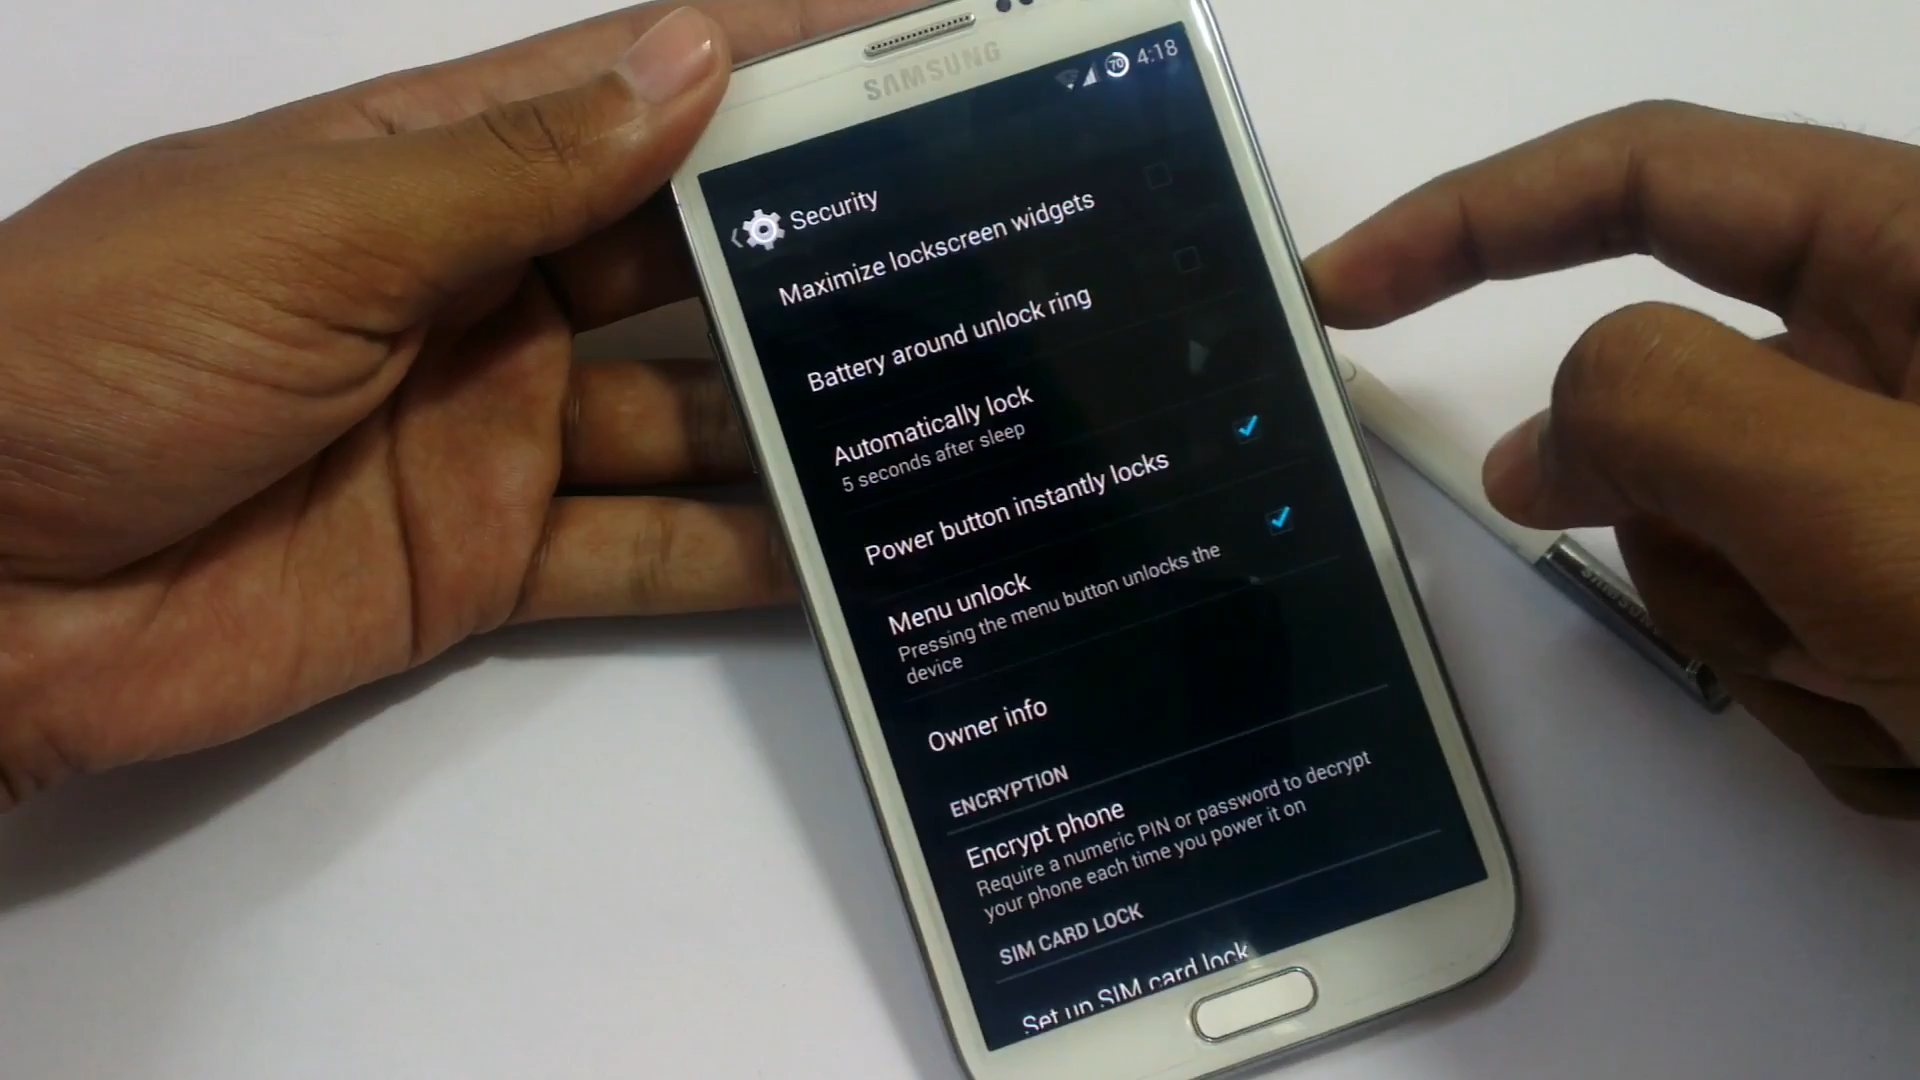 SAMSUNG
70 4:18
Security
Maximize lockscreen widgets
Battery around unlock ring
Automatically lock
5 seconds after sleep
Power button instantly locks
Menu unlock
Pressing the menu button unlocks the
device
Owner info
ENCRYPTION
Encrypt phone
Require a numeric PIN or password to decrypt
your phone each time you power it on
SIM CARD LOCK
Set up SIM card lock
SAMSUNG